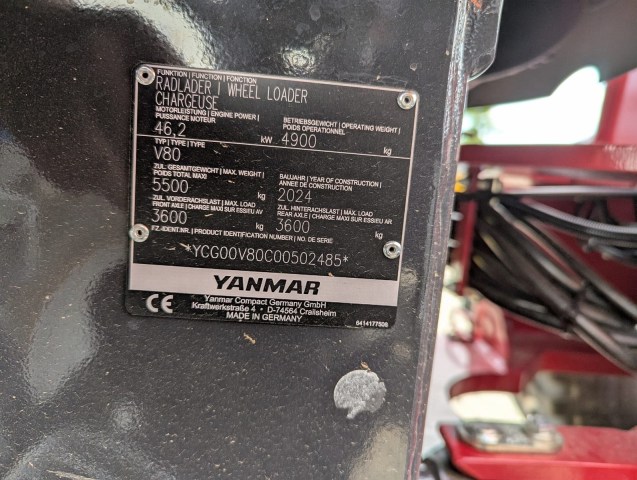 FUNKTION | FUNCTION | FONCTION
RADLADER / WHEEL LOADER
CHARGEUSE
MOTORLEISTUNG | ENGINE POWER | BETRIEBSGEWICHT | OPERATING WEIGHT |
PUISSANCE MOTEUR POIDS OPERATIONNEL
46,2 kW 4900 kg
TYP | TYPE | TYPE
V80
ZUL. GESAMTGEWICHT | MAX. WEIGHT | BAUJAHR | YEAR OF CONSTRUCTION |
POIDS TOTAL MAXI ANNEE DE CONSTRUCTION
5500 kg 2024
ZUL. VORDERACHSLAST | MAX. LOAD ZUL. HINTERACHSLAST | MAX. LOAD
FRONT AXLE | CHARGE MAXI SUR ESSIEU AV REAR AXLE | CHARGE MAXI SUR ESSIEU AR
3600 kg 3600 kg
FZ.-IDENT.NR. | PRODUCT IDENTIFICATION NUMBER | NO. DE SERIE
*YCG00V80C00502485*
YANMAR
CE Yanmar Compact Germany GmbH
Kraftwerkstraße 4 • D-74564 Crailsheim
MADE IN GERMANY
6414177506